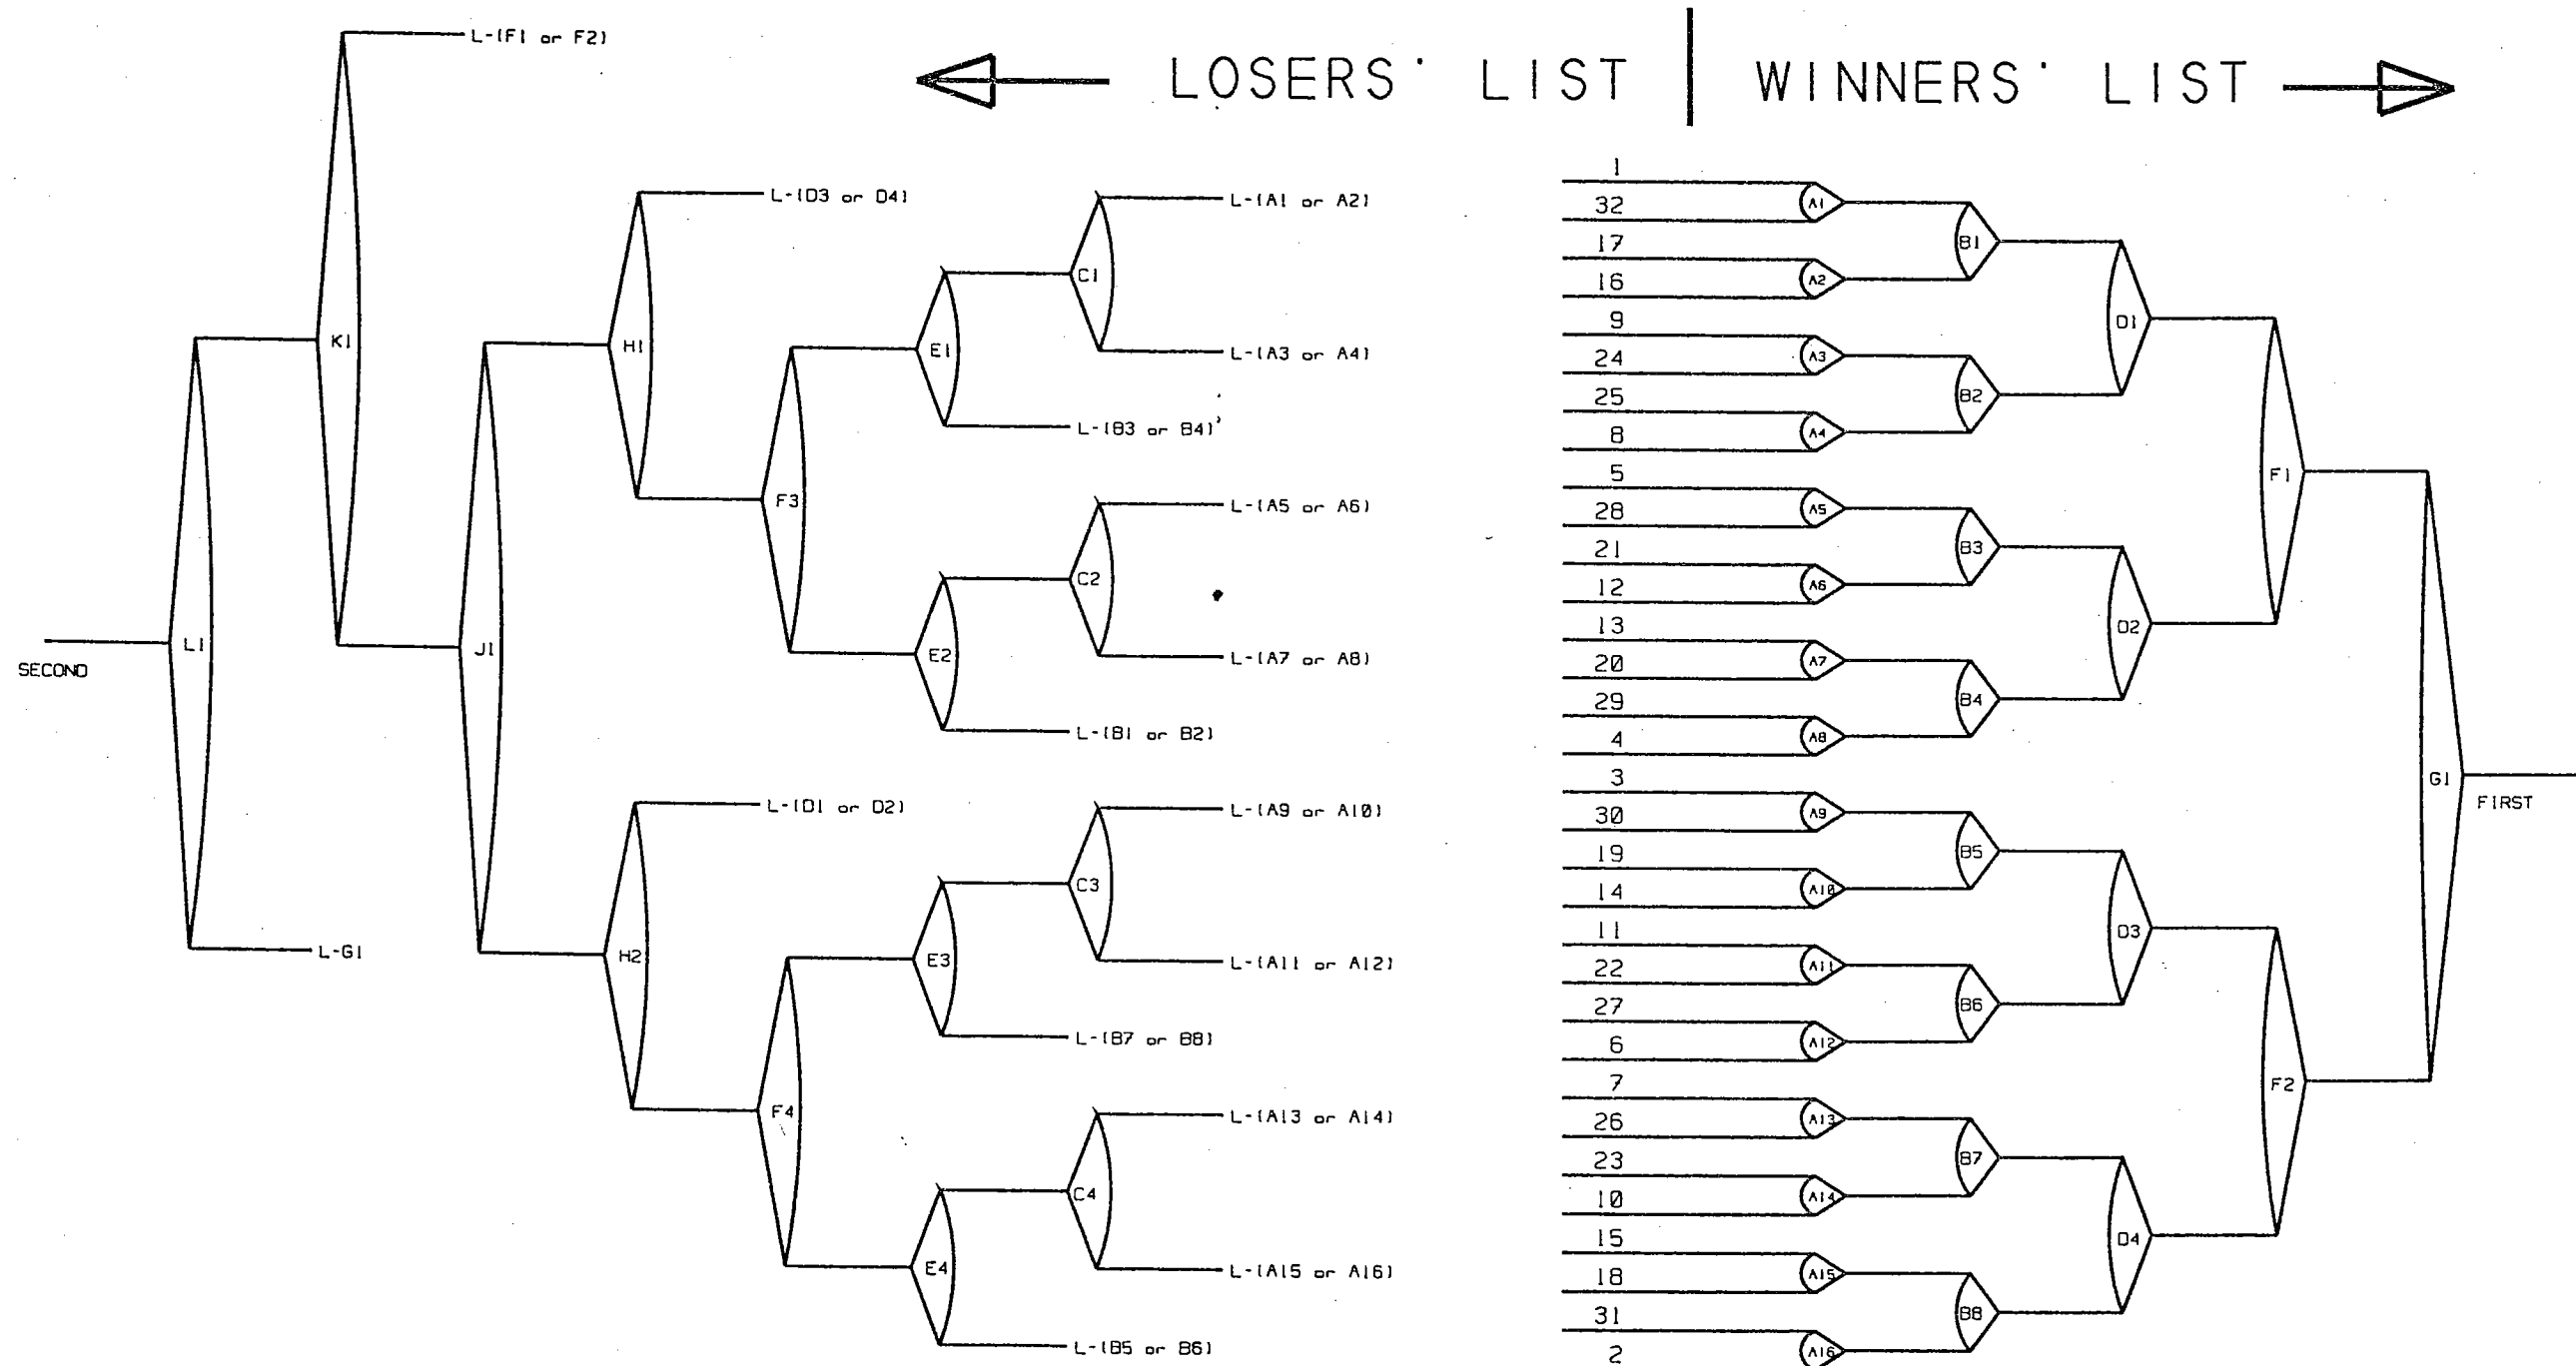 LOSERS' LIST
WINNERS' LIST
L-(F1 or F2)
K1
L1
SECOND
L-G1
J1
L-(D3 or D4)
H1
F3
E1
C1
L-(A1 or A2)
L-(A3 or A4)
L-(B3 or B4)
E2
C2
L-(A5 or A6)
L-(A7 or A8)
L-(B1 or B2)
L-(D1 or D2)
H2
F4
E3
C3
L-(A9 or A10)
L-(A11 or A12)
L-(B7 or B8)
E4
C4
L-(A13 or A14)
L-(A15 or A16)
L-(B5 or B6)
1
32
17
16
9
24
25
8
5
28
21
12
13
20
29
4
3
30
19
14
11
22
27
6
7
26
23
10
15
18
31
2
A1
A2
A3
A4
A5
A6
A7
A8
A9
A10
A11
A12
A13
A14
A15
A16
B1
B2
B3
B4
B5
B6
B7
B8
D1
D2
D3
D4
F1
F2
G1
FIRST